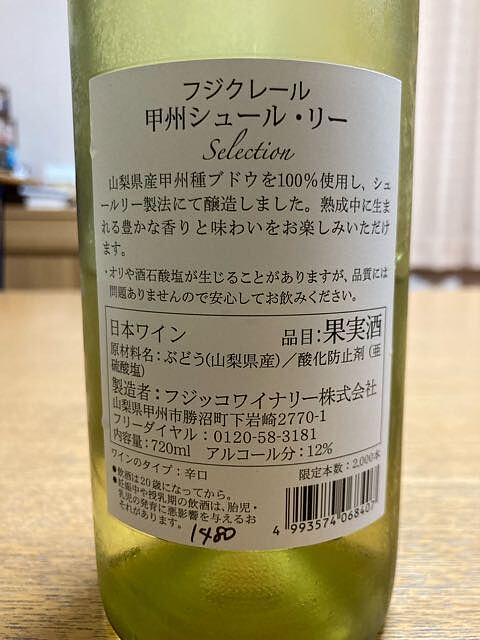 フジクレール
甲州シュール・リー
Selection
山梨県産甲州種ブドウを100%使用し、シュ
ールリー製法にて醸造しました。熟成中に生ま
れる豊かな香りと味わいをお楽しみいただけ
ます。
・オリや酒石酸塩が生じることがありますが、品質には
問題ありませんので安心してお飲みください。
日本ワイン 品目:果実酒
原材料名:ぶどう(山梨県産)/酸化防止剤(亜
硫酸塩)
製造者:フジッコワイナリー株式会社
山梨県甲州市勝沼町下岩崎2770-1
フリーダイヤル:0120-58-3181
内容量:720ml アルコール分:12%
ワインのタイプ:辛口 限定本数:2,000本
●飲酒は20歳になってから。
●妊娠中や授乳期の飲酒は、胎児・
乳児の発育に悪影響を与えるお
それがあります。
1480
4 993574 068407